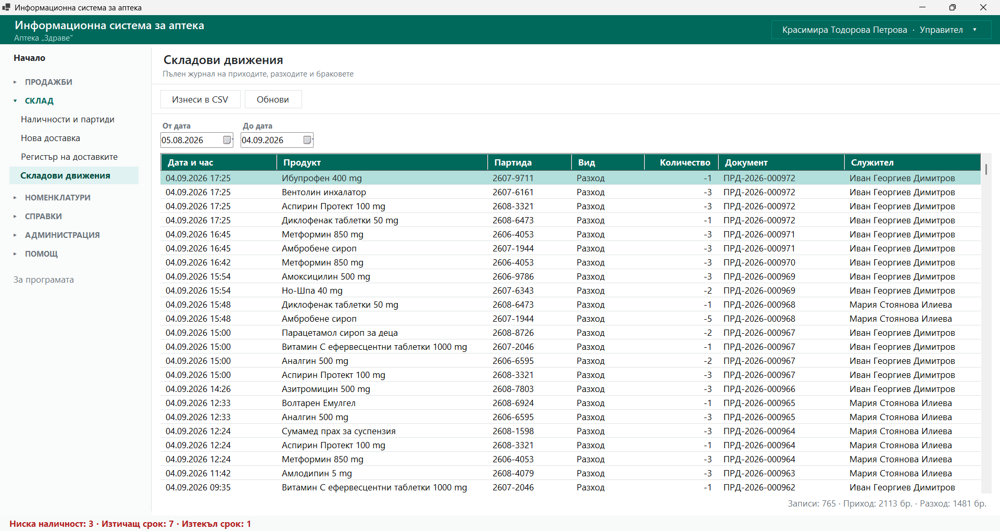 Информационна система за аптека
Информационна система за аптека
Аптека „Здраве“
Красимира Тодорова Петрова · Управител
Начало
ПРОДАЖБИ
СКЛАД
Наличности и партиди
Нова доставка
Регистър на доставките
Складови движения
НОМЕНКЛАТУРИ
СПРАВКИ
АДМИНИСТРАЦИЯ
ПОМОЩ
За програмата
Складови движения
Пълен журнал на приходите, разходите и браковете
Изнеси в CSV Обнови
От дата До дата
05.08.2026 04.09.2026
Дата и час Продукт Партида Вид Количество Документ Служител
04.09.2026 17:25 Ибупрофен 400 mg 2607-9711 Разход -1 ПРД-2026-000972 Иван Георгиев Димитров
04.09.2026 17:25 Вентолин инхалатор 2607-6161 Разход -3 ПРД-2026-000972 Иван Георгиев Димитров
04.09.2026 17:25 Аспирин Протект 100 mg 2608-3321 Разход -3 ПРД-2026-000972 Иван Георгиев Димитров
04.09.2026 17:25 Диклофенак таблетки 50 mg 2608-6473 Разход -1 ПРД-2026-000972 Иван Георгиев Димитров
04.09.2026 16:45 Метформин 850 mg 2606-4053 Разход -3 ПРД-2026-000971 Иван Георгиев Димитров
04.09.2026 16:45 Амбробене сироп 2607-1944 Разход -3 ПРД-2026-000971 Иван Георгиев Димитров
04.09.2026 16:42 Метформин 850 mg 2606-4053 Разход -3 ПРД-2026-000970 Иван Георгиев Димитров
04.09.2026 15:54 Амоксицилин 500 mg 2606-9786 Разход -3 ПРД-2026-000969 Иван Георгиев Димитров
04.09.2026 15:54 Но-Шпа 40 mg 2607-6343 Разход -2 ПРД-2026-000969 Иван Георгиев Димитров
04.09.2026 15:48 Диклофенак таблетки 50 mg 2608-6473 Разход -1 ПРД-2026-000968 Мария Стоянова Илиева
04.09.2026 15:48 Амбробене сироп 2607-1944 Разход -5 ПРД-2026-000968 Мария Стоянова Илиева
04.09.2026 15:00 Парацетамол сироп за деца 2608-8726 Разход -2 ПРД-2026-000967 Иван Георгиев Димитров
04.09.2026 15:00 Витамин C ефервесцентни таблетки 1000 mg 2607-2046 Разход -1 ПРД-2026-000967 Иван Георгиев Димитров
04.09.2026 15:00 Аналгин 500 mg 2606-6595 Разход -2 ПРД-2026-000967 Иван Георгиев Димитров
04.09.2026 15:00 Аспирин Протект 100 mg 2608-3321 Разход -3 ПРД-2026-000967 Иван Георгиев Димитров
04.09.2026 14:26 Азитромицин 500 mg 2608-7803 Разход -3 ПРД-2026-000966 Иван Георгиев Димитров
04.09.2026 12:33 Волтарен Емулгел 2608-6924 Разход -1 ПРД-2026-000965 Мария Стоянова Илиева
04.09.2026 12:33 Аналгин 500 mg 2606-6595 Разход -3 ПРД-2026-000965 Мария Стоянова Илиева
04.09.2026 12:24 Сумамед прах за суспензия 2608-1598 Разход -3 ПРД-2026-000964 Мария Стоянова Илиева
04.09.2026 12:24 Аспирин Протект 100 mg 2608-3321 Разход -1 ПРД-2026-000964 Мария Стоянова Илиева
04.09.2026 12:24 Метформин 850 mg 2606-4053 Разход -3 ПРД-2026-000964 Мария Стоянова Илиева
04.09.2026 11:42 Амлодипин 5 mg 2608-4079 Разход -3 ПРД-2026-000963 Мария Стоянова Илиева
04.09.2026 09:35 Витамин C ефервесцентни таблетки 1000 mg 2607-2046 Разход -1 ПРД-2026-000962 Иван Георгиев Димитров
Записи: 765 · Приход: 2113 бр. · Разход: 1481 бр.
Ниска наличност: 3 · Изтичащ срок: 7 · Изтекъл срок: 1